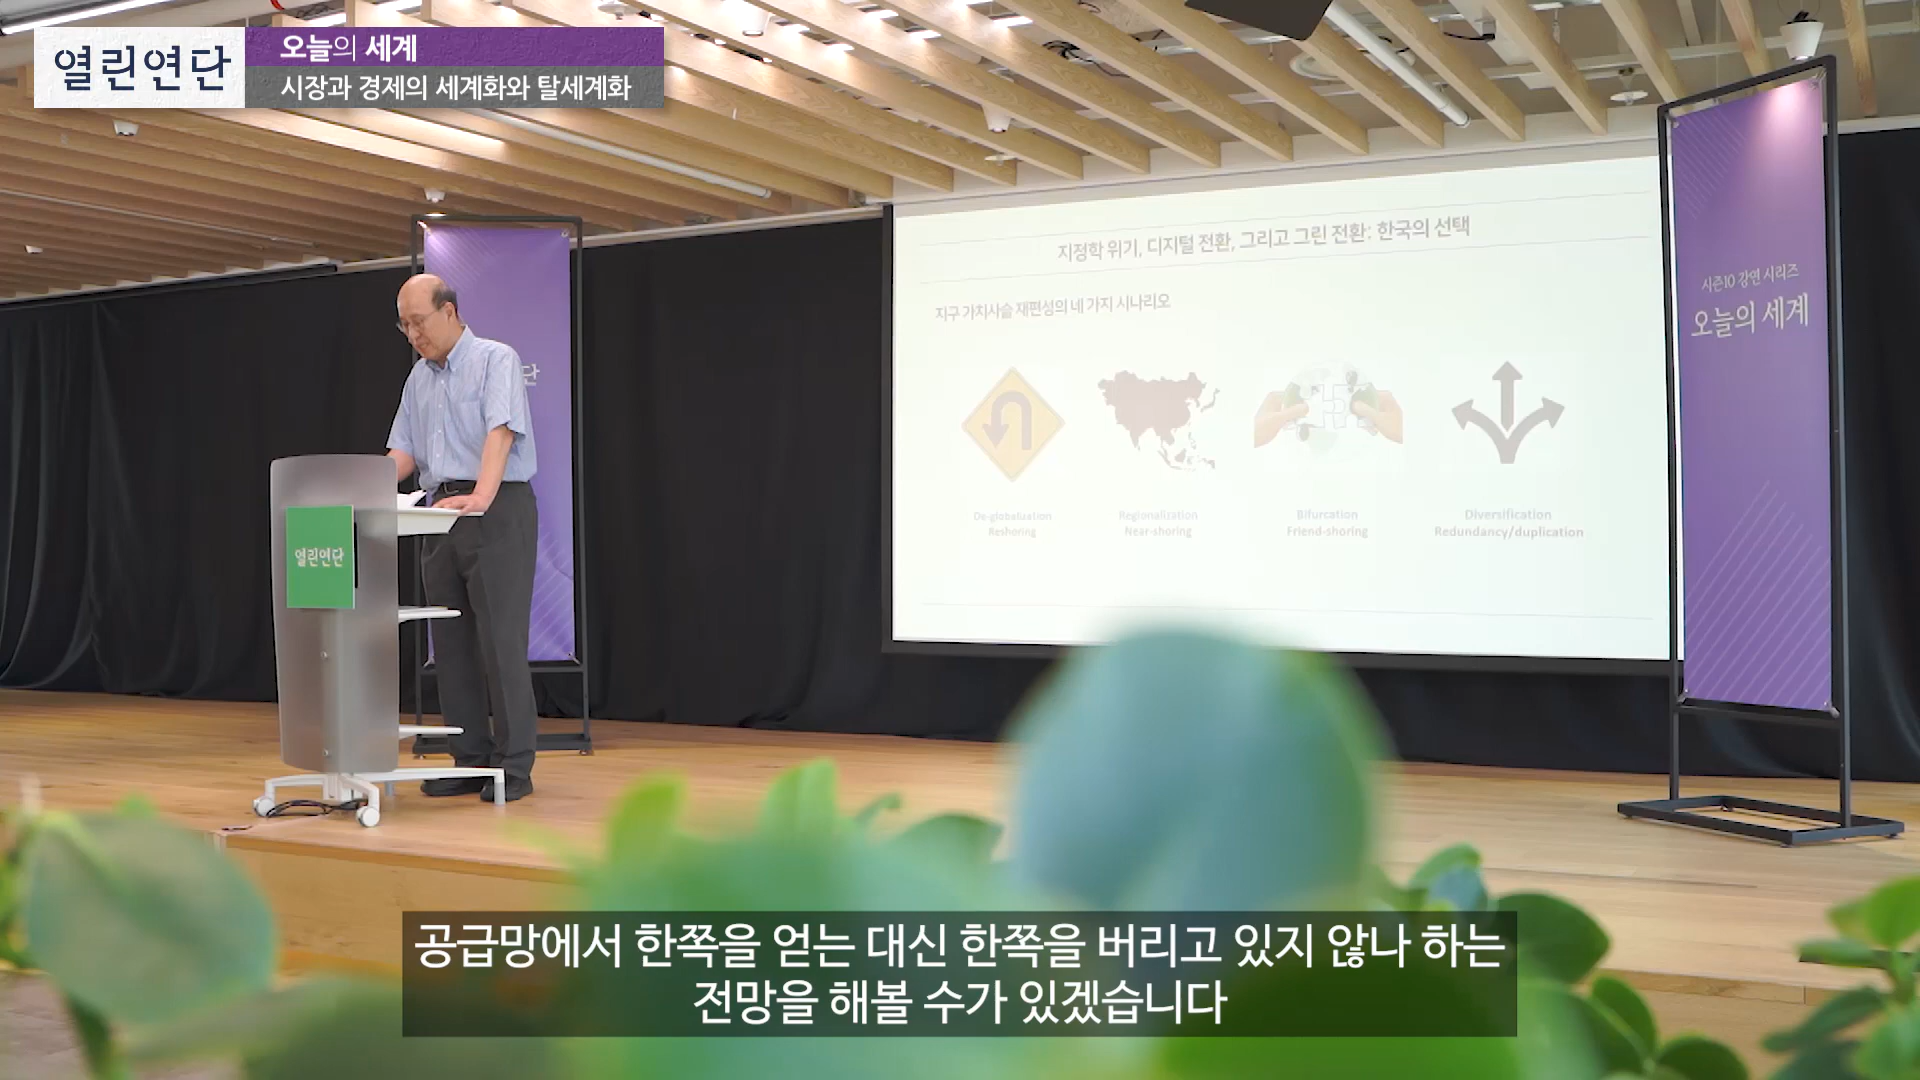 열린연단
오늘의 세계
시장과 경제의 세계화와 탈세계화
지정학 위기, 디지털 전환, 그리고 그린 전환: 한국의 선택
지구 가치사슬 재편성의 네 가지 시나리오
De-globaluation
Reshoring
Regionalization
Near-shoring
Bifurcation
Friend-shoring
Diversification
Redundancy/duplication
시즌10 강연 시리즈
오늘의 세계
단
열린연단
공급망에서 한쪽을 얻는 대신 한쪽을 버리고 있지 않나 하는
전망을 해볼 수가 있겠습니다